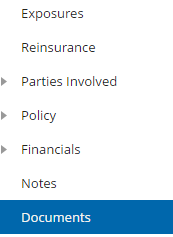 Exposures
Reinsurance
Parties Involved
Policy
Financials
Notes
Documents